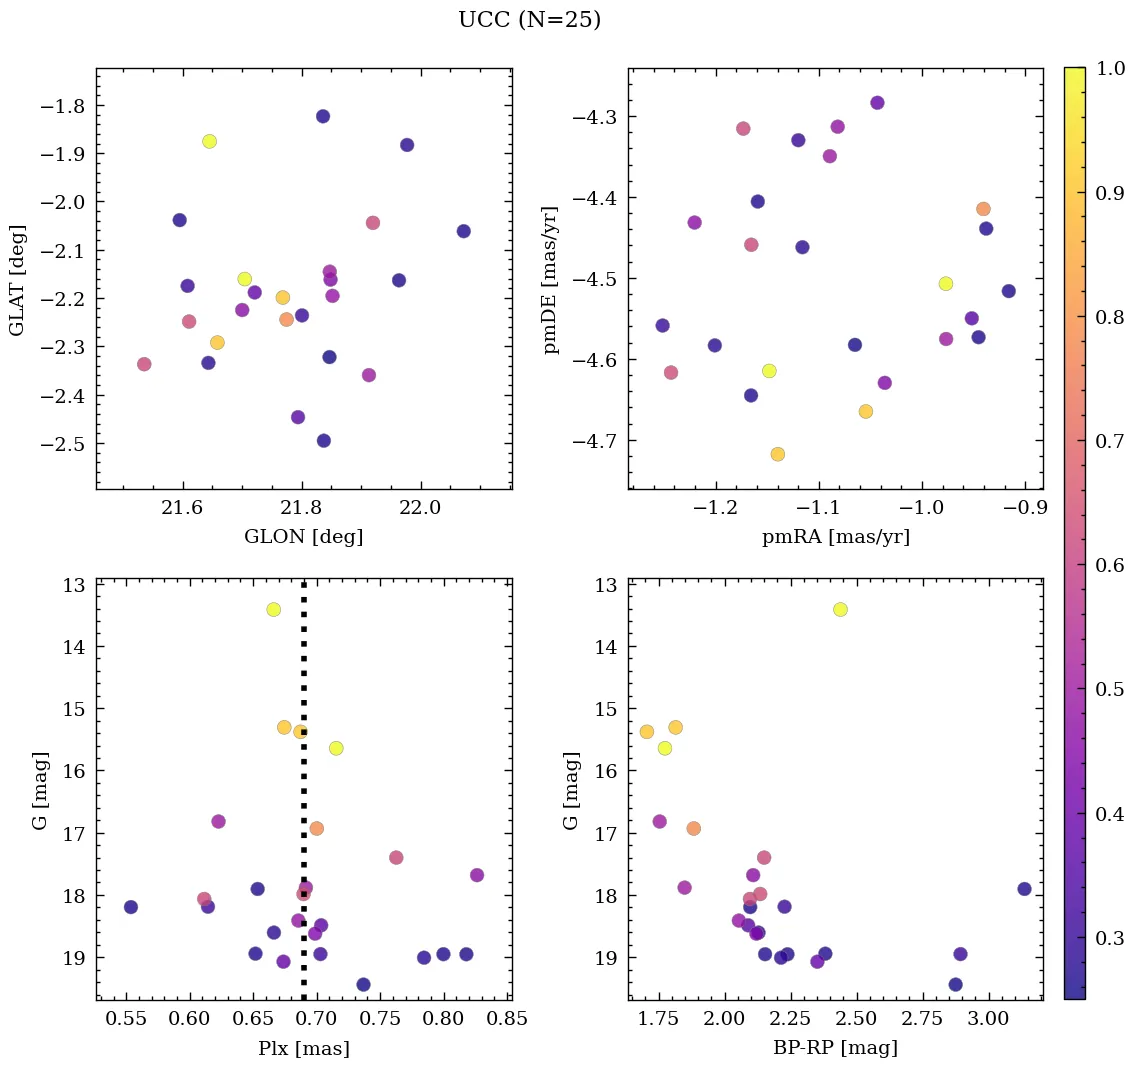 UCC (N=25)
−1.8
−1.9
−2.0
−2.1
−2.2
−2.3
−2.4
−2.5
GLAT [deg]
21.6 21.8 22.0
GLON [deg]
−4.3
−4.4
−4.5
−4.6
−4.7
pmDE [mas/yr]
−1.2 −1.1 −1.0 −0.9
pmRA [mas/yr]
13
14
15
16
17
18
19
G [mag]
0.55 0.60 0.65 0.70 0.75 0.80 0.85
Plx [mas]
13
14
15
16
17
18
19
G [mag]
1.75 2.00 2.25 2.50 2.75 3.00
BP-RP [mag]
1.0
0.9
0.8
0.7
0.6
0.5
0.4
0.3